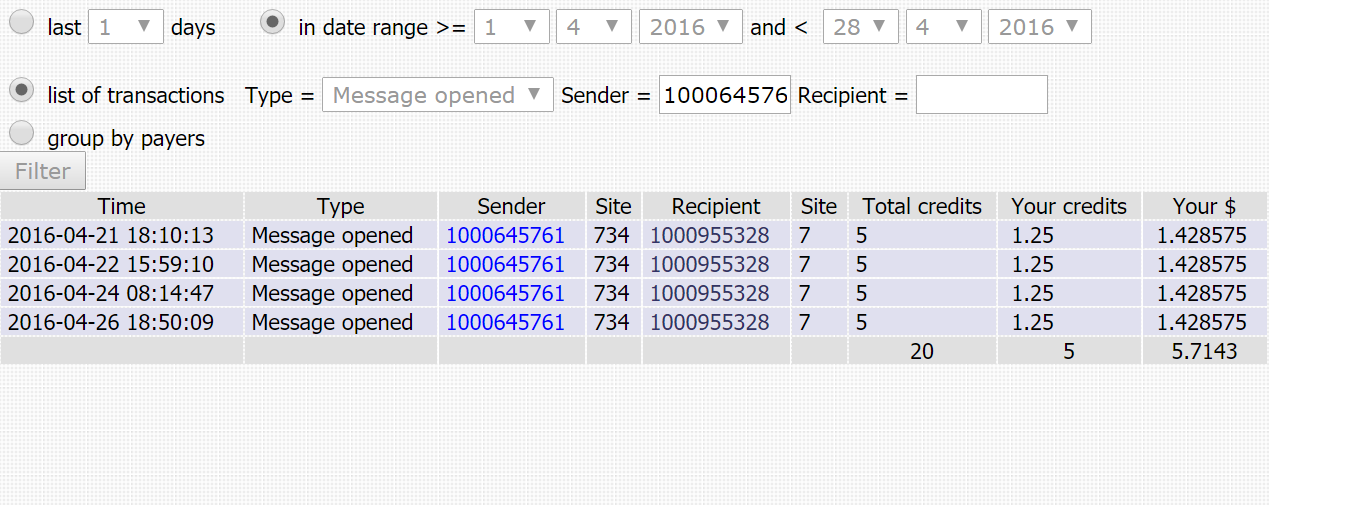 last 1 days in date range >= 1 4 2016 and < 28 4 2016
list of transactions Type = Message opened Sender = 100064576 Recipient =
group by payers
Filter
Time Type Sender Site Recipient Site Total credits Your credits Your $
2016-04-21 18:10:13 Message opened 1000645761 734 1000955328 7 5 1.25 1.428575
2016-04-22 15:59:10 Message opened 1000645761 734 1000955328 7 5 1.25 1.428575
2016-04-24 08:14:47 Message opened 1000645761 734 1000955328 7 5 1.25 1.428575
2016-04-26 18:50:09 Message opened 1000645761 734 1000955328 7 5 1.25 1.428575
20 5 5.7143